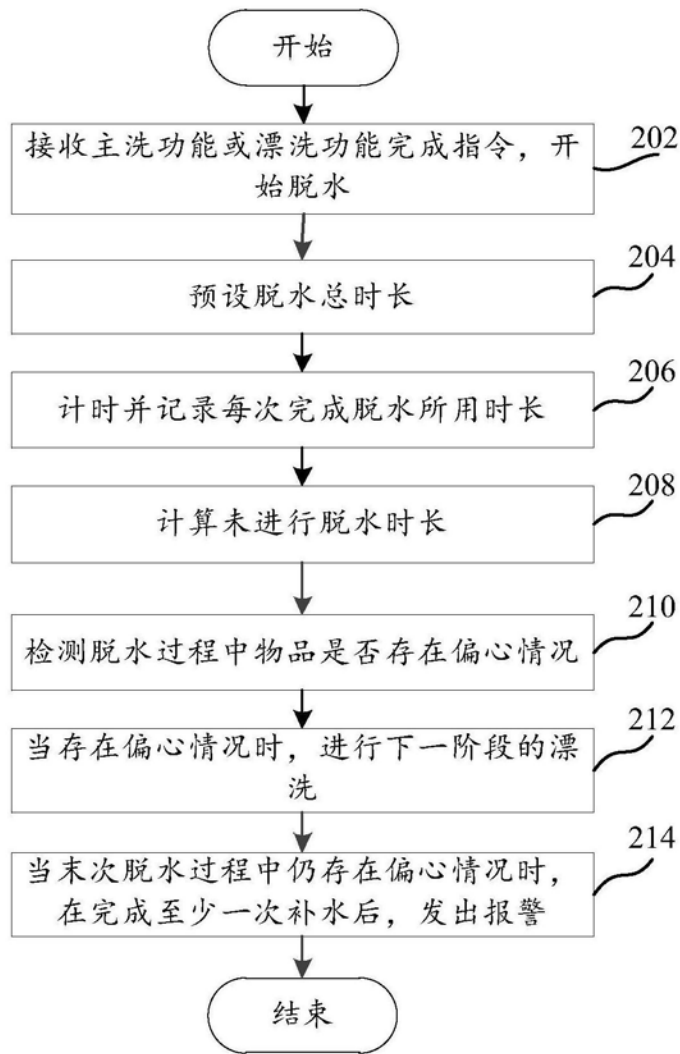 开始
接收主洗功能或漂洗功能完成指令，开
始脱水
202
预设脱水总时长
204
计时并记录每次完成脱水所用时长
206
计算未进行脱水时长
208
检测脱水过程中物品是否存在偏心情况
210
当存在偏心情况时，进行下一阶段的漂
洗
212
当末次脱水过程中仍存在偏心情况时，
在完成至少一次补水后，发出报警
214
结束